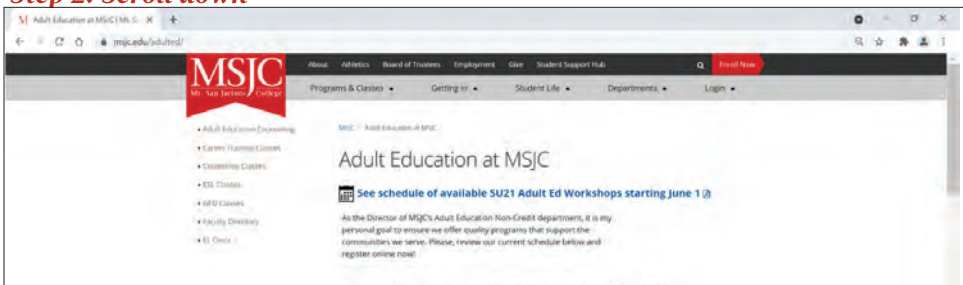 Step 2: Scroll down
Adult Education at MSJC | Mt. S
msjc.edu/adulted/
MSJC
Mt. San Jacinto College
About Athletics Board of Trustees Employment Give Student Support Hub Enroll Now
Programs & Classes Getting In Student Life Departments Login
Adult Education Counseling
Career Training Classes
Citizenship Classes
ESL Classes
GED Classes
Faculty Directory
EL Civics
MSJC / Adult Education at MSJC
Adult Education at MSJC
See schedule of available SU21 Adult Ed Workshops starting June 1
As the Director of MSJC's Adult Education Non-Credit department, it is my
personal goal to ensure we offer quality programs that support the
communities we serve. Please, review our current schedule below and
register online now!